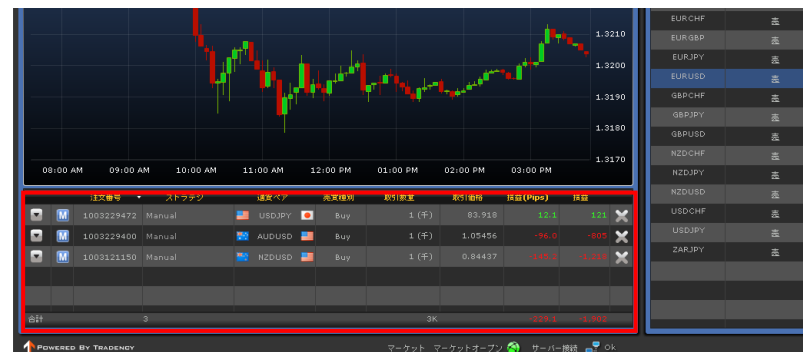 1.3210
1.3200
1.3190
1.3180
1.3170
08:00 AM 09:00 AM 10:00 AM 11:00 AM 12:00 PM 01:00 PM 02:00 PM 03:00 PM
EURCHF
EURGBP
EURJPY
EURUSD
GBPCHF
GBPJPY
GBPUSD
NZDCHF
NZDJPY
NZDUSD
USDCHF
USDJPY
ZARJPY
注文番号 ストラテジ 通貨ペア 売買種別 取引数量 取引価格 損益(Pips) 損益
M 1003229472 Manual USDJPY Buy 1 (千) 83.918 12.1 121
M 1003229400 Manual AUDUSD Buy 1 (千) 1.05456 -96.0 -805
M 1003121150 Manual NZDUSD Buy 1 (千) 0.84437
合計 3 3K
POWERED BY TRADENCY マーケット マーケットオープン サーバー接続 Ok